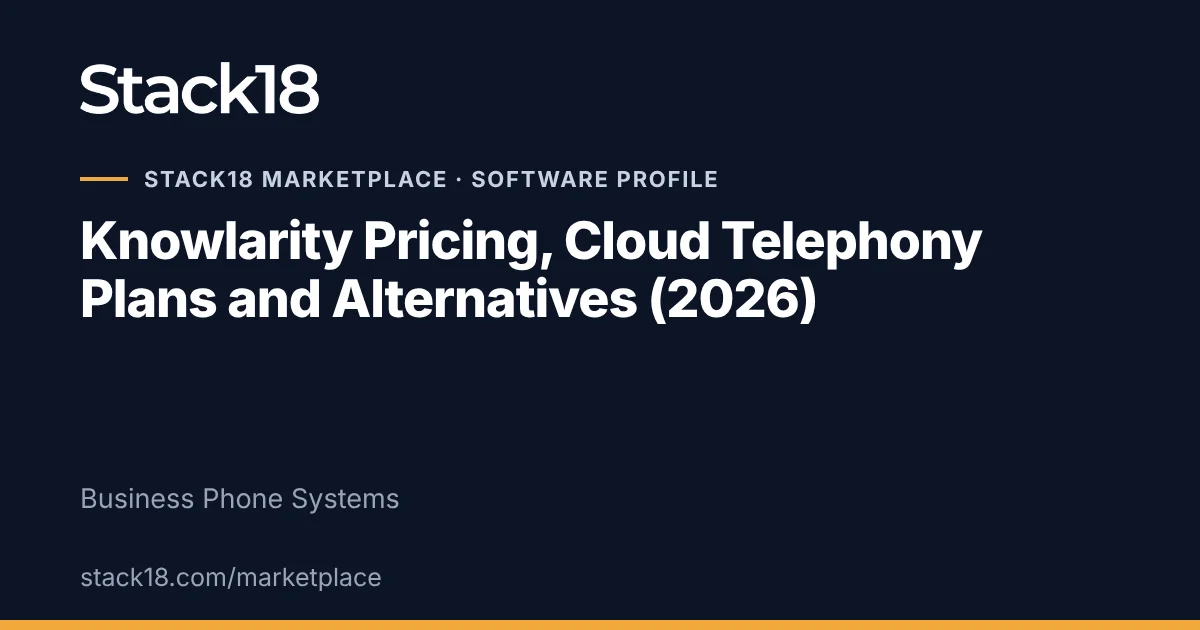 Stack18
STACK18 MARKETPLACE · SOFTWARE PROFILE
Knowlarity Pricing, Cloud Telephony
Plans and Alternatives (2026)
Business Phone Systems
stack18.com/marketplace